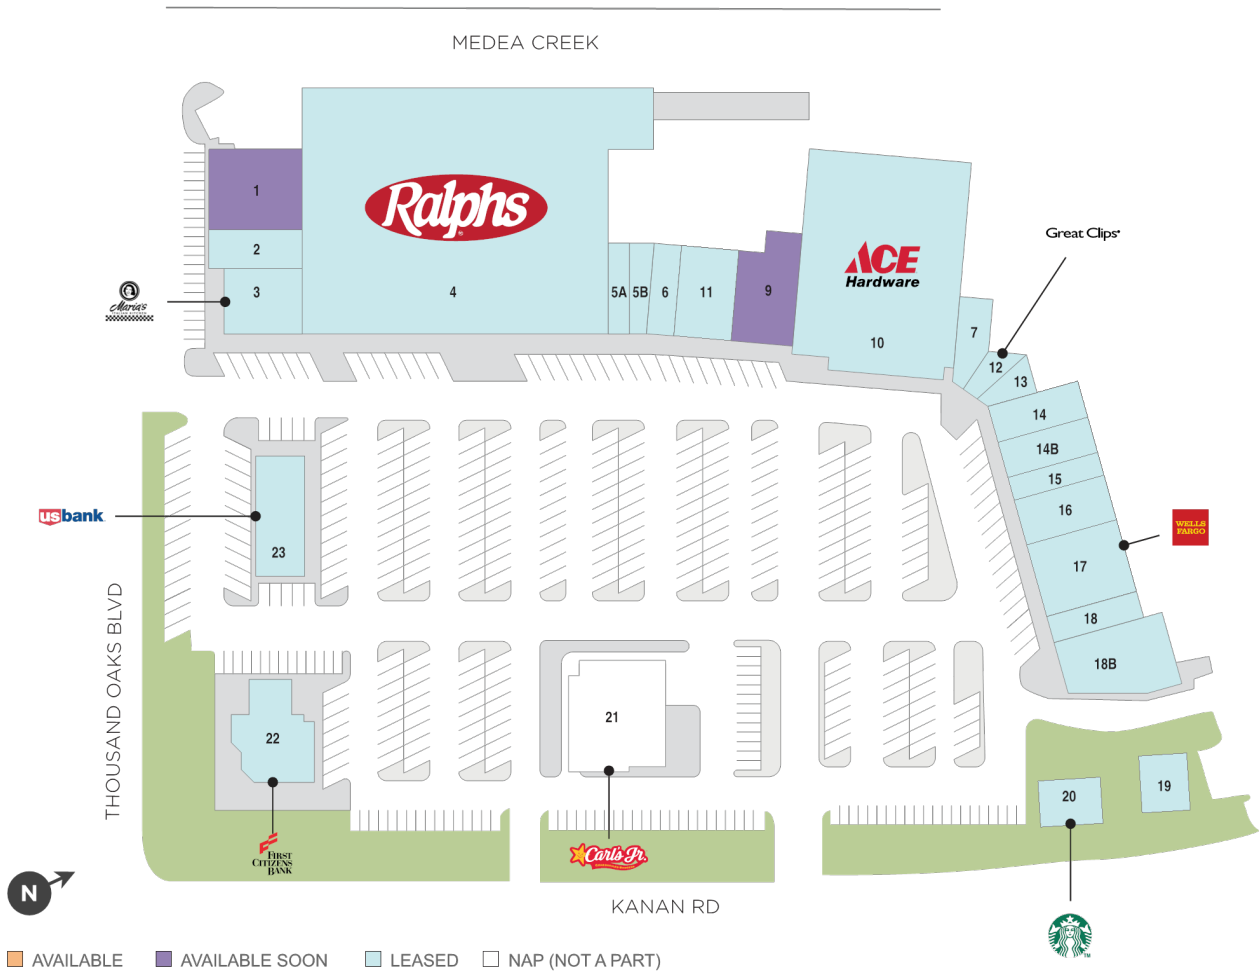 MEDEA CREEK
1
Ralphs
2
ACE
Hardware
Great Clips
Maria's
3
4
5A
5B
6
11
9
10
7
12
13
14
14B
15
16
usbank
23
WELLS
FARGO
17
18
18B
THOUSAND OAKS BLVD
22
21
20
19
FIRST
CITIZENS
BANK
Carl's Jr.
N
KANAN RD
AVAILABLE
AVAILABLE SOON
LEASED
NAP (NOT A PART)